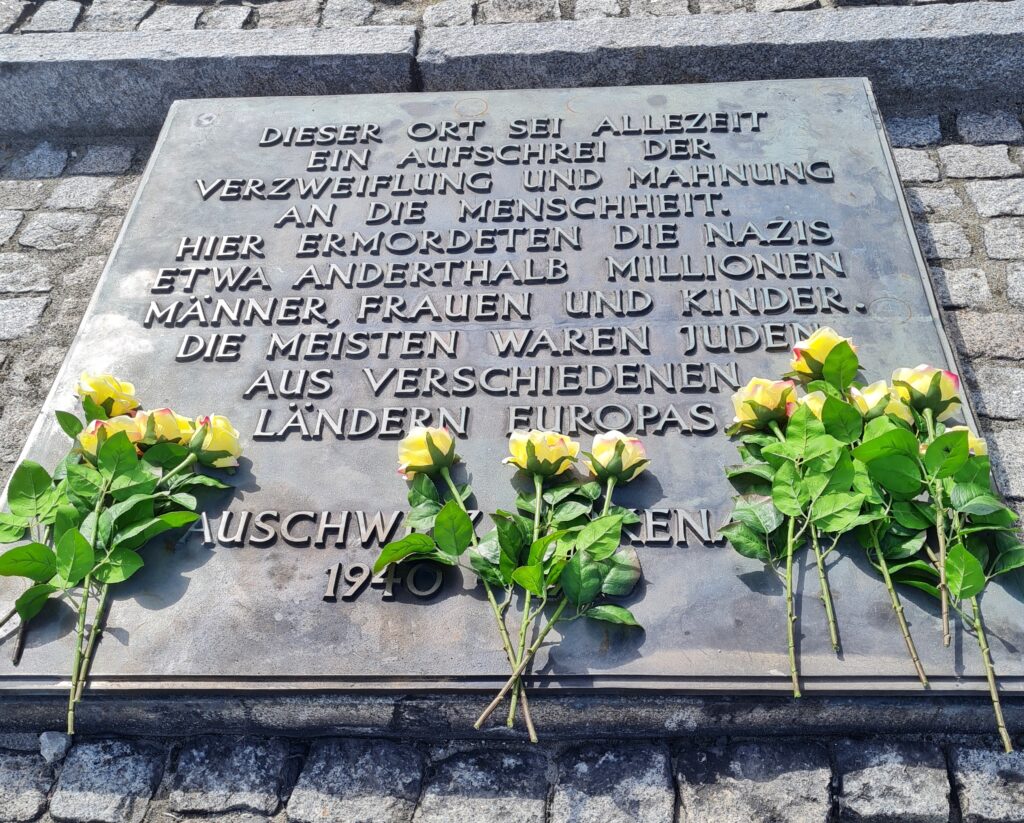 DIESER ORT SEI ALLEZEIT
EIN AUFSCHREI DER
VERZWEIFLUNG UND MAHNUNG
AN DIE MENSCHHEIT.
HIER ERMORDETEN DIE NAZIS
ETWA ANDERTHALB MILLIONEN
MÄNNER, FRAUEN UND KINDER.
DIE MEISTEN WAREN JUDEN
AUS VERSCHIEDENEN
LÄNDERN EUROPAS.
1940